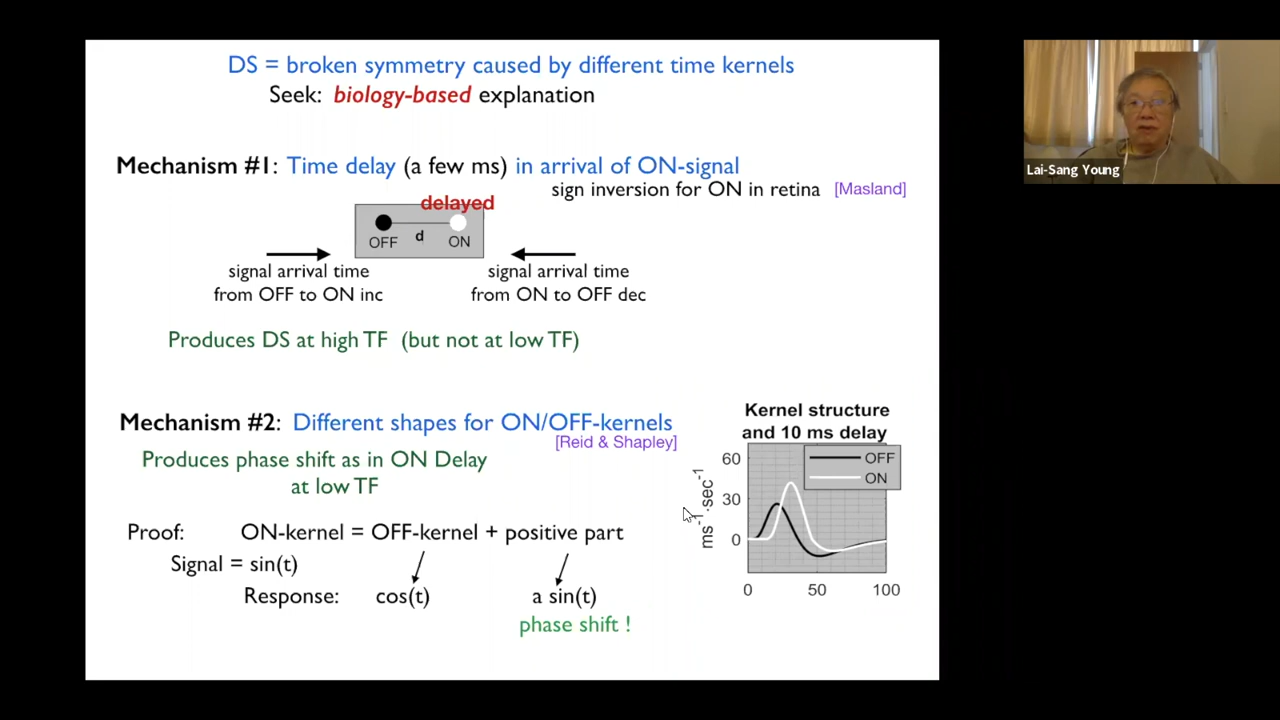 DS = broken symmetry caused by different time kernels
Seek: biology-based explanation
Mechanism #1: Time delay (a few ms) in arrival of ON-signal
sign inversion for ON in retina [Masland]
delayed
OFF d ON
signal arrival time
from OFF to ON inc
signal arrival time
from ON to OFF dec
Produces DS at high TF (but not at low TF)
Mechanism #2: Different shapes for ON/OFF-kernels
[Reid & Shapley]
Produces phase shift as in ON Delay
at low TF
Proof: ON-kernel = OFF-kernel + positive part
Signal = sin(t)
Response: cos(t) a sin(t)
phase shift !
Kernel structure
and 10 ms delay
OFF
ON
60
30
0
ms⁻¹·sec⁻¹
0 50 100
Lai-Sang Young